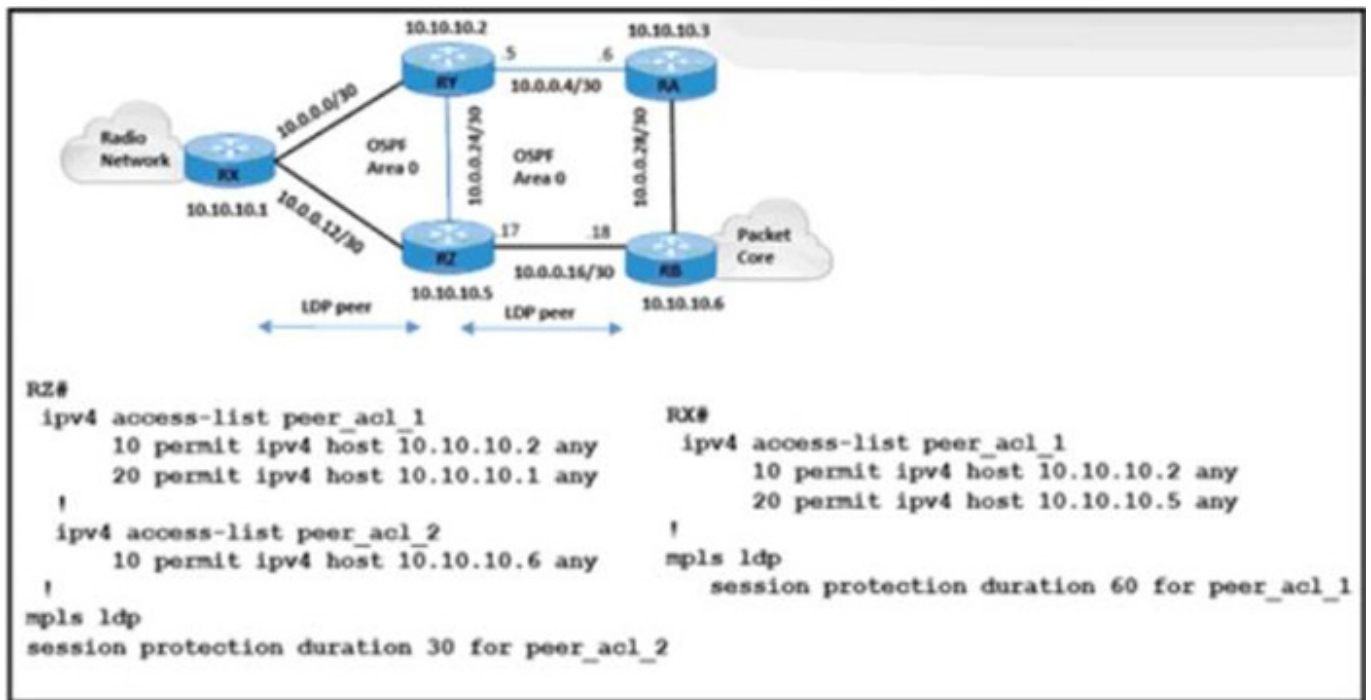 10.10.10.2
10.10.10.3
.5
.6
RY
10.0.0.4/30
RA
10.0.0.0/30
Radio
Network
RX
10.10.10.1
OSPF
Area 0
10.0.0.24/30
OSPF
Area 0
10.0.0.28/30
10.0.0.12/30
.17
.18
RZ
10.0.0.16/30
RB
Packet
Core
10.10.10.5
10.10.10.6
LDP peer
LDP peer
RZ#
ipv4 access-list peer_acl_1
10 permit ipv4 host 10.10.10.2 any
20 permit ipv4 host 10.10.10.1 any
!
ipv4 access-list peer_acl_2
10 permit ipv4 host 10.10.10.6 any
!
mpls ldp
session protection duration 30 for peer_acl_2
RX#
ipv4 access-list peer_acl_1
10 permit ipv4 host 10.10.10.2 any
20 permit ipv4 host 10.10.10.5 any
!
mpls ldp
session protection duration 60 for peer_acl_1